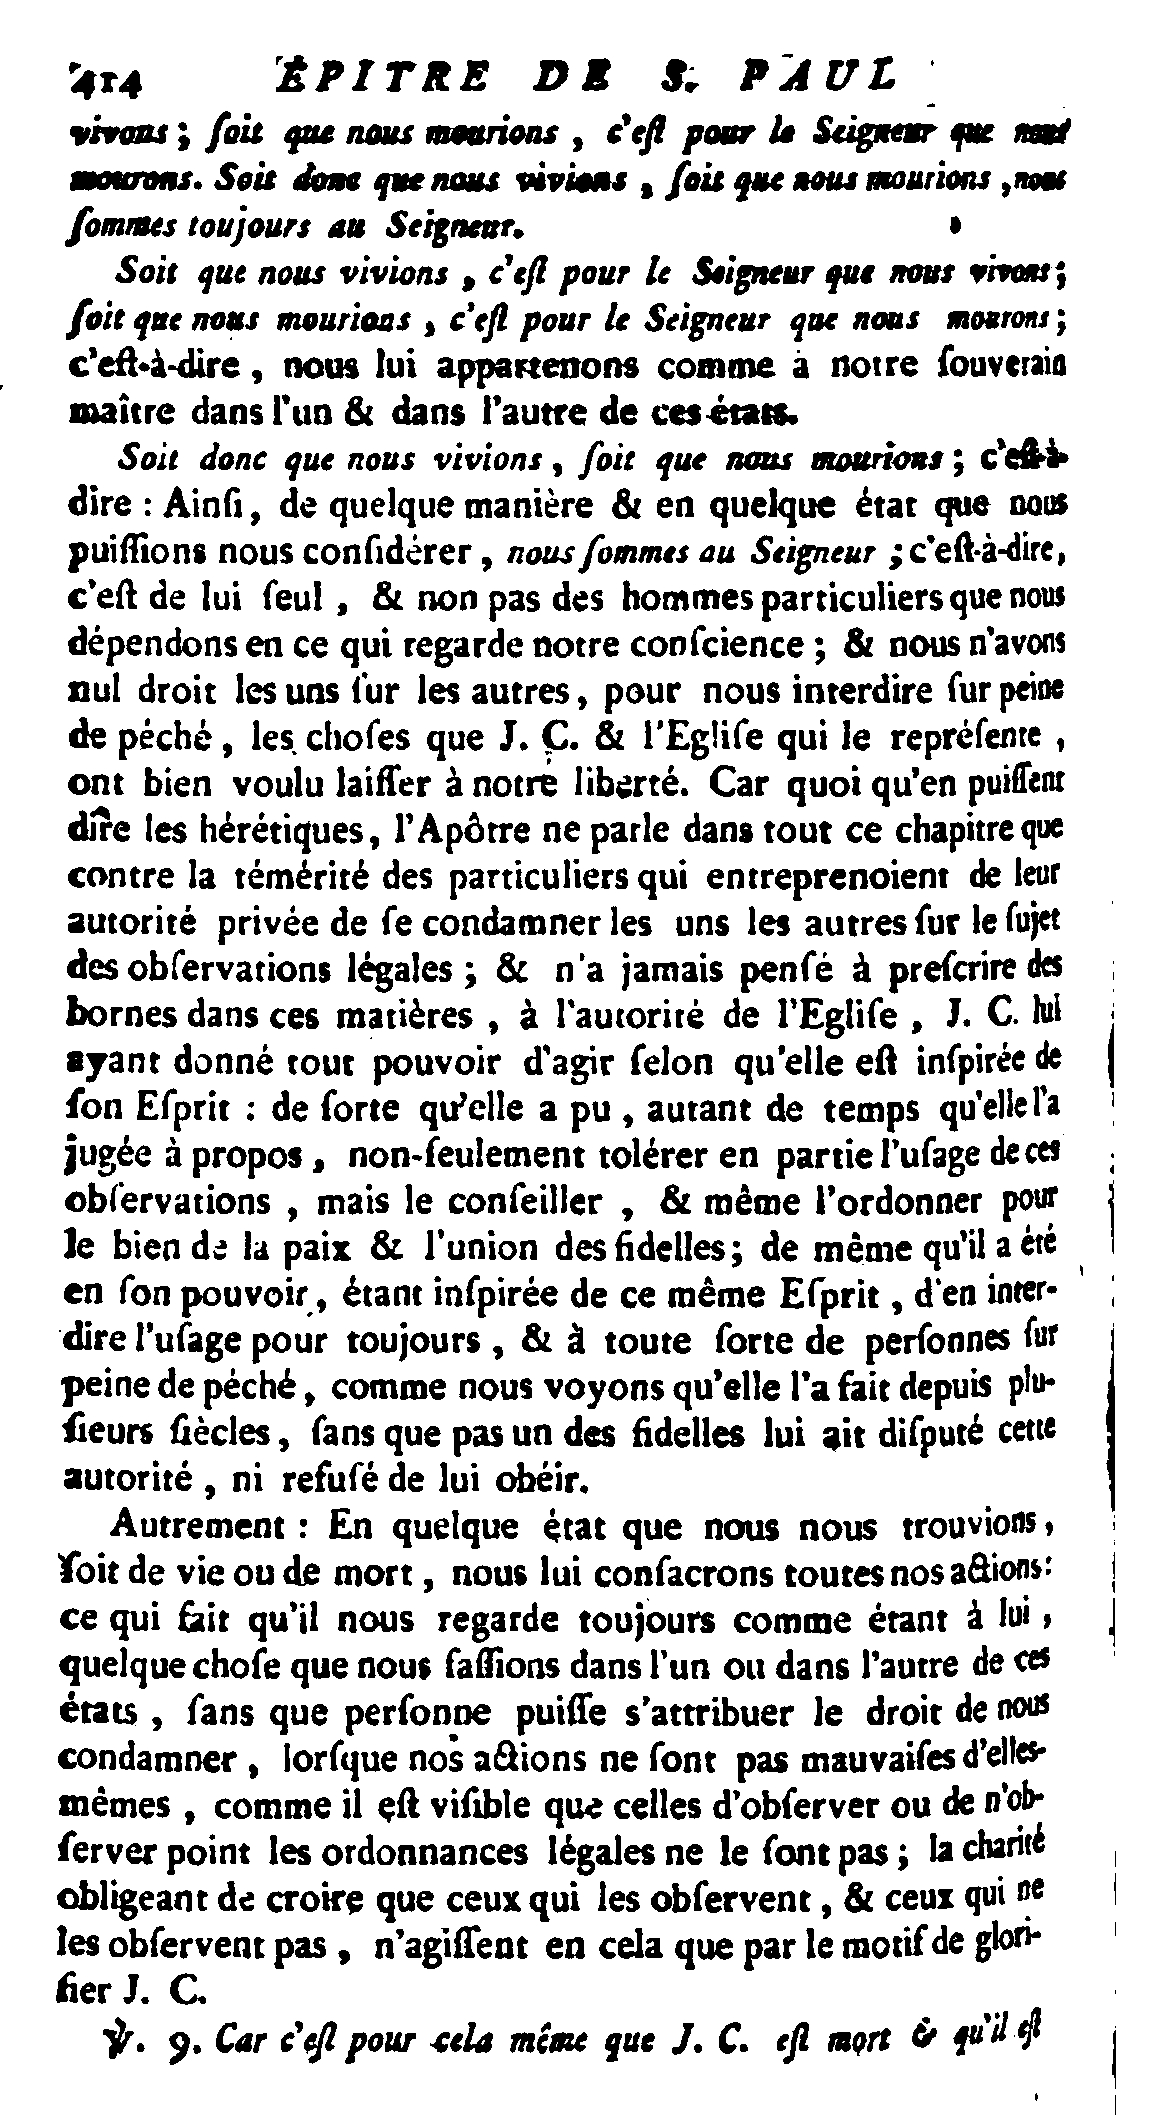 414 ÉPITRE DE S. PAUL
vivons ; ſoit que nous mourions , c'eſt pour le Seigneur que nous
mourons. Soit donc que nous vivions , ſoit que nous mourions , nous
ſommes toujours au Seigneur.
Soit que nous vivions , c'eſt pour le Seigneur que nous vivons ;
ſoit que nous mourions , c'eſt pour le Seigneur que nous mourons ;
c'eſt-à-dire , nous lui appartenons comme à notre ſouverain
maître dans l'un & dans l'autre de ces états.
Soit donc que nous vivions , ſoit que nous mourions ; c'eſt-à-
dire : Ainſi, de quelque manière & en quelque état que nous
puiſſions nous conſidérer , nous ſommes au Seigneur ; c'eſt-à-dire,
c'eſt de lui ſeul , & non pas des hommes particuliers que nous
dépendons en ce qui regarde notre conſcience ; & nous n'avons
nul droit les uns ſur les autres, pour nous interdire ſur peine
de péché , les choſes que J. C. & l'Egliſe qui le repréſente ,
ont bien voulu laiſſer à notre liberté. Car quoi qu'en puiſſent
dire les hérétiques, l'Apôtre ne parle dans tout ce chapitre que
contre la témérité des particuliers qui entreprenoient de leur
autorité privée de ſe condamner les uns les autres ſur le ſujet
des obſervations légales ; & n'a jamais penſé à preſcrire des
bornes dans ces matières , à l'autorité de l'Egliſe , J. C. lui
ayant donné tout pouvoir d'agir ſelon qu'elle eſt inſpirée de
ſon Eſprit : de ſorte qu'elle a pu , autant de temps qu'elle l'a
jugée à propos , non-ſeulement tolérer en partie l'uſage de ces
obſervations , mais le conſeiller , & même l'ordonner pour
le bien de la paix & l'union des fidelles ; de même qu'il a été
en ſon pouvoir , étant inſpirée de ce même Eſprit , d'en inter-
dire l'uſage pour toujours , & à toute ſorte de perſonnes ſur
peine de péché , comme nous voyons qu'elle l'a fait depuis plu-
ſieurs ſiècles , ſans que pas un des fidelles lui ait diſputé cette
autorité , ni refuſé de lui obéir.
Autrement : En quelque état que nous nous trouvions ,
ſoit de vie ou de mort , nous lui conſacrons toutes nos actions :
ce qui fait qu'il nous regarde toujours comme étant à lui ,
quelque choſe que nous faſſions dans l'un ou dans l'autre de ces
états , ſans que perſonne puiſſe s'attribuer le droit de nous
condamner , lorſque nos actions ne ſont pas mauvaiſes d'elles-
mêmes , comme il eſt viſible que celles d'obſerver ou de n'ob-
ſerver point les ordonnances légales ne le ſont pas ; la charité
obligeant de croire que ceux qui les obſervent , & ceux qui ne
les obſervent pas , n'agiſſent en cela que par le motif de glori-
fier J. C.
℣. 9. Car c'eſt pour cela même que J. C. eſt mort & qu'il eſt